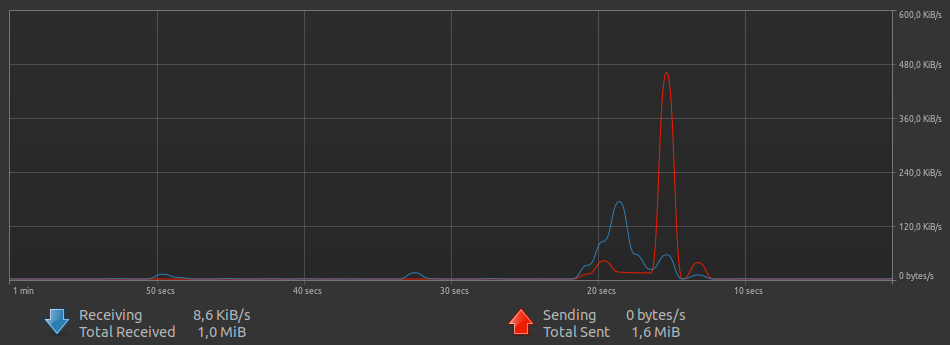 600,0 KiB/s
480,0 KiB/s
360,0 KiB/s
240,0 KiB/s
120,0 KiB/s
0 bytes/s
1 min 50 secs 40 secs 30 secs 20 secs 10 secs
Receiving 8,6 KiB/s Sending 0 bytes/s
Total Received 1,0 MiB Total Sent 1,6 MiB